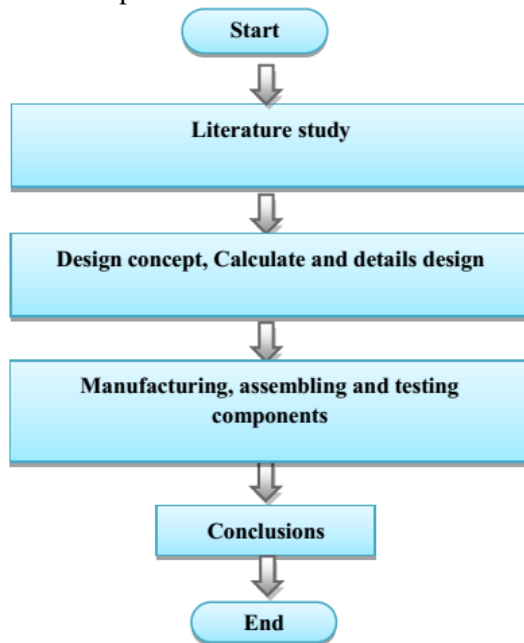 Start
Literature study
Design concept, Calculate and details design
Manufacturing, assembling and testing
components
Conclusions
End